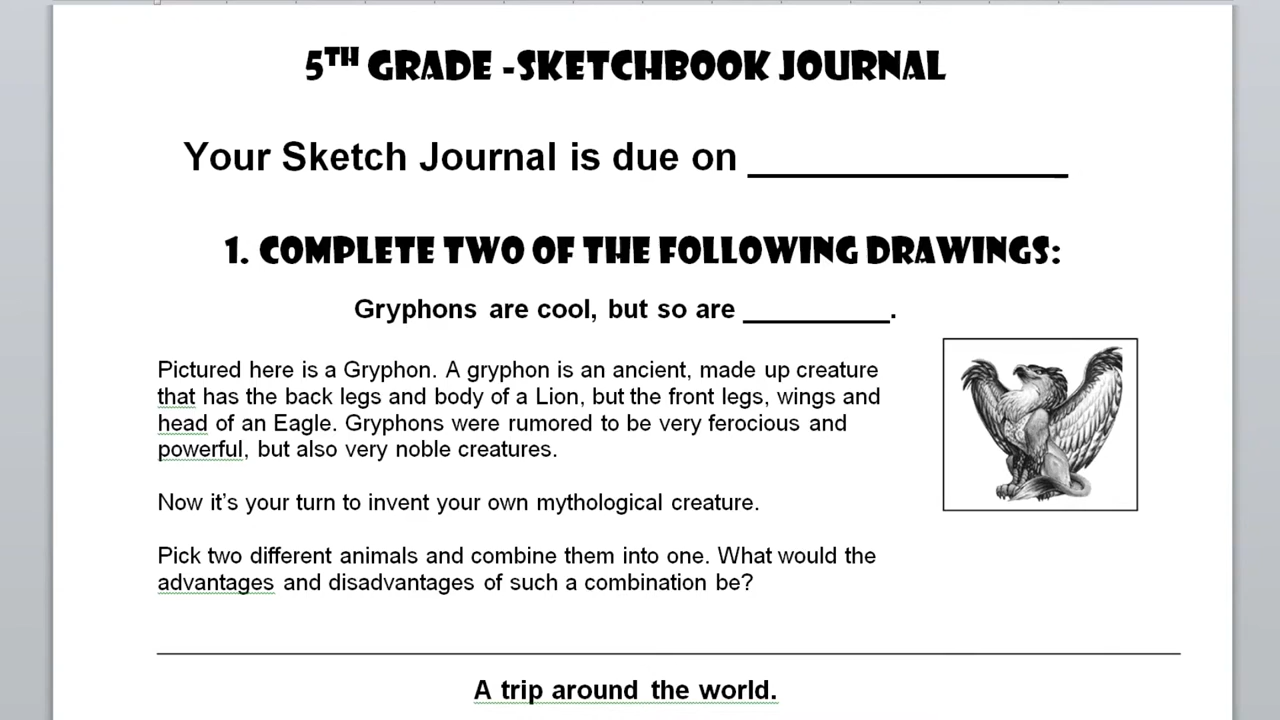 5TH GRADE -SKETCHBOOK JOURNAL
Your Sketch Journal is due on _______________
1. COMPLETE TWO OF THE FOLLOWING DRAWINGS:
Gryphons are cool, but so are __________.
Pictured here is a Gryphon. A gryphon is an ancient, made up creature
that has the back legs and body of a Lion, but the front legs, wings and
head of an Eagle. Gryphons were rumored to be very ferocious and
powerful, but also very noble creatures.
Now it's your turn to invent your own mythological creature.
Pick two different animals and combine them into one. What would the
advantages and disadvantages of such a combination be?
A trip around the world.